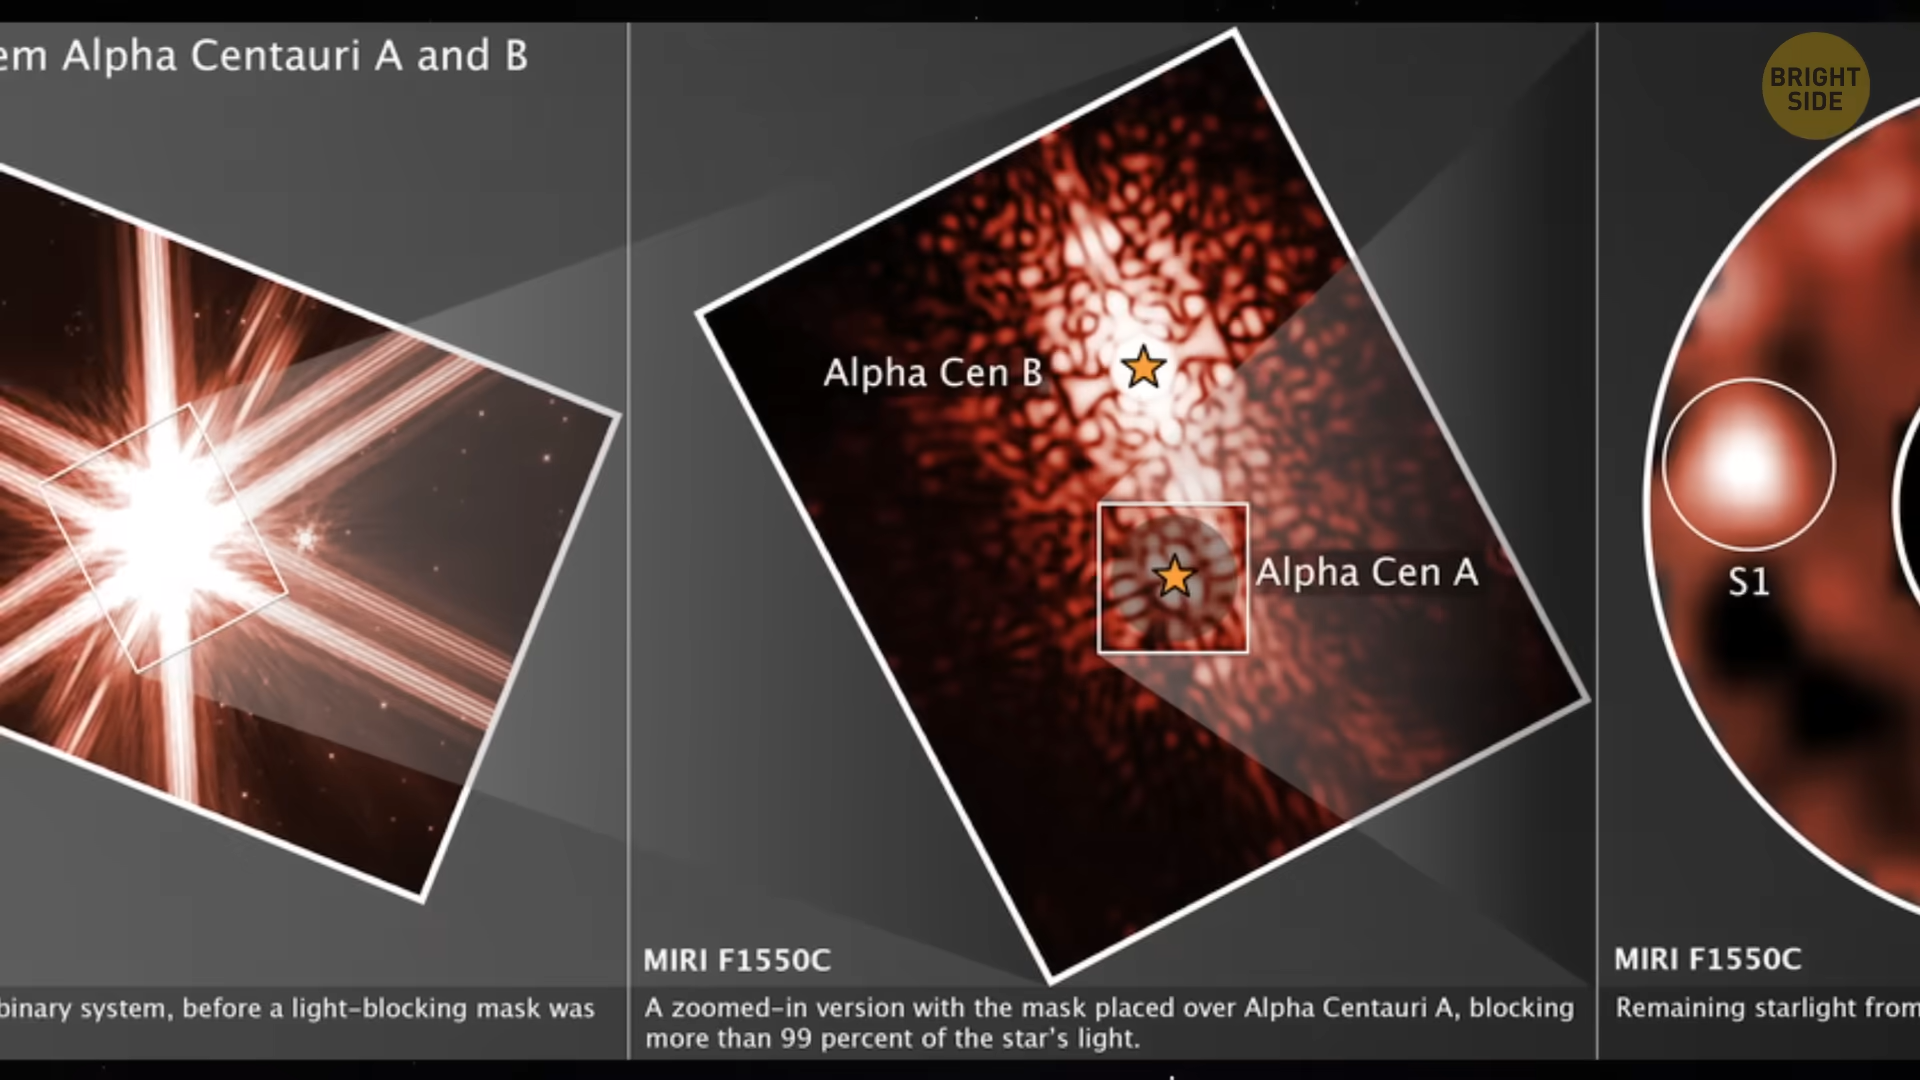 em Alpha Centauri A and B
BRIGHT
SIDE
Alpha Cen B
Alpha Cen A
S1
MIRI F1550C
MIRI F1550C
binary system, before a light-blocking mask was
A zoomed-in version with the mask placed over Alpha Centauri A, blocking
more than 99 percent of the star's light.
Remaining starlight from